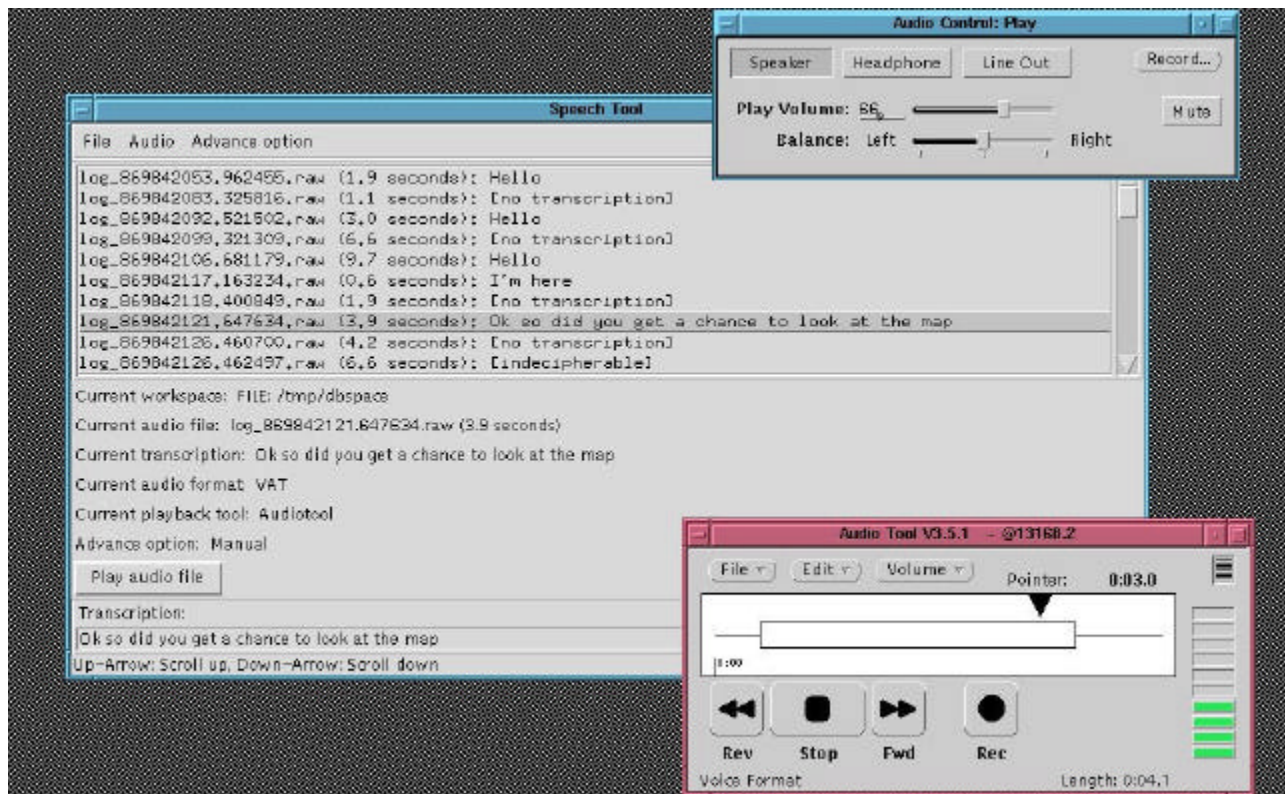 Audio Control: Play
Speaker Headphone Line Out Record...
Play Volume: 66 Mute
Balance: Left Right
Speech Tool
File Audio Advance option
log_869842053.962455.raw (1.9 seconds): Hello
log_869842083.325816.raw (1.1 seconds): [no transcription]
log_869842092.521502.raw (3.0 seconds): Hello
log_869842099.321309.raw (6.6 seconds): [no transcription]
log_869842106.681179.raw (9.7 seconds): Hello
log_869842117.163234.raw (0.6 seconds): I'm here
log_869842118.400849.raw (1.9 seconds): [no transcription]
log_869842121.647634.raw (3.9 seconds): Ok so did you get a chance to look at the map
log_869842126.460700.raw (4.2 seconds): [no transcription]
log_869842126.462497.raw (6.6 seconds): [indecipherable]
Current workspace: FILE: /tmp/dbspace
Current audio file: log_869842121.647634.raw (3.9 seconds)
Current transcription: Ok so did you get a chance to look at the map
Current audio format: VAT
Current playback tool: Audiotool
Advance option: Manual
Play audio file
Transcription:
Ok so did you get a chance to look at the map
Up-Arrow: Scroll up, Down-Arrow: Scroll down
Audio Tool V3.5.1 - @13168.2
File Edit Volume Pointer: 0:03.0
0:00
Rev Stop Fwd Rec
Voice Format Length: 0:04.1